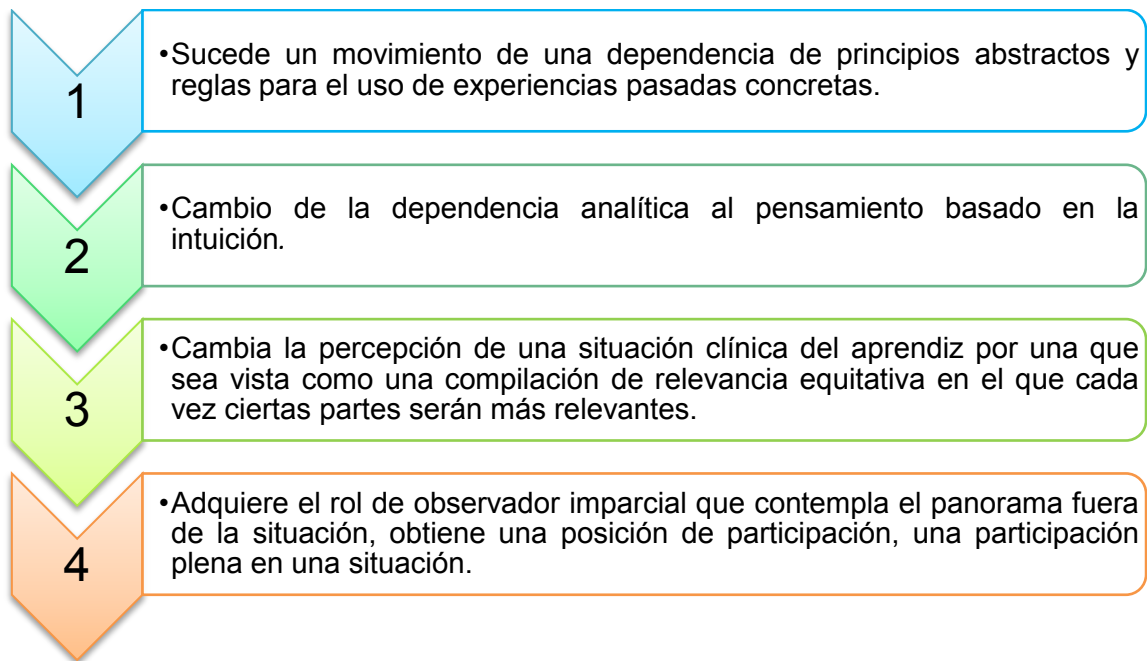 1
•Sucede un movimiento de una dependencia de principios abstractos y
reglas para el uso de experiencias pasadas concretas.
2
•Cambio de la dependencia analítica al pensamiento basado en la
intuición.
3
•Cambia la percepción de una situación clínica del aprendiz por una que
sea vista como una compilación de relevancia equitativa en el que cada
vez ciertas partes serán más relevantes.
4
•Adquiere el rol de observador imparcial que contempla el panorama fuera
de la situación, obtiene una posición de participación, una participación
plena en una situación.